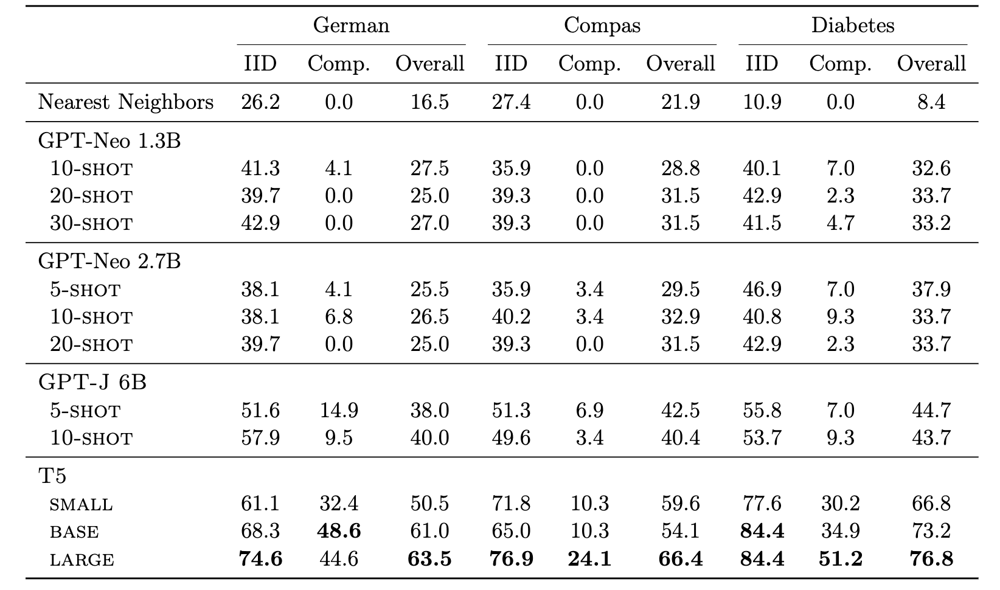 German Compas Diabetes
IID Comp. Overall IID Comp. Overall IID Comp. Overall
Nearest Neighbors 26.2 0.0 16.5 27.4 0.0 21.9 10.9 0.0 8.4
GPT-Neo 1.3B
10-SHOT 41.3 4.1 27.5 35.9 0.0 28.8 40.1 7.0 32.6
20-SHOT 39.7 0.0 25.0 39.3 0.0 31.5 42.9 2.3 33.7
30-SHOT 42.9 0.0 27.0 39.3 0.0 31.5 41.5 4.7 33.2
GPT-Neo 2.7B
5-SHOT 38.1 4.1 25.5 35.9 3.4 29.5 46.9 7.0 37.9
10-SHOT 38.1 6.8 26.5 40.2 3.4 32.9 40.8 9.3 33.7
20-SHOT 39.7 0.0 25.0 39.3 0.0 31.5 42.9 2.3 33.7
GPT-J 6B
5-SHOT 51.6 14.9 38.0 51.3 6.9 42.5 55.8 7.0 44.7
10-SHOT 57.9 9.5 40.0 49.6 3.4 40.4 53.7 9.3 43.7
T5
SMALL 61.1 32.4 50.5 71.8 10.3 59.6 77.6 30.2 66.8
BASE 68.3 48.6 61.0 65.0 10.3 54.1 84.4 34.9 73.2
LARGE 74.6 44.6 63.5 76.9 24.1 66.4 84.4 51.2 76.8